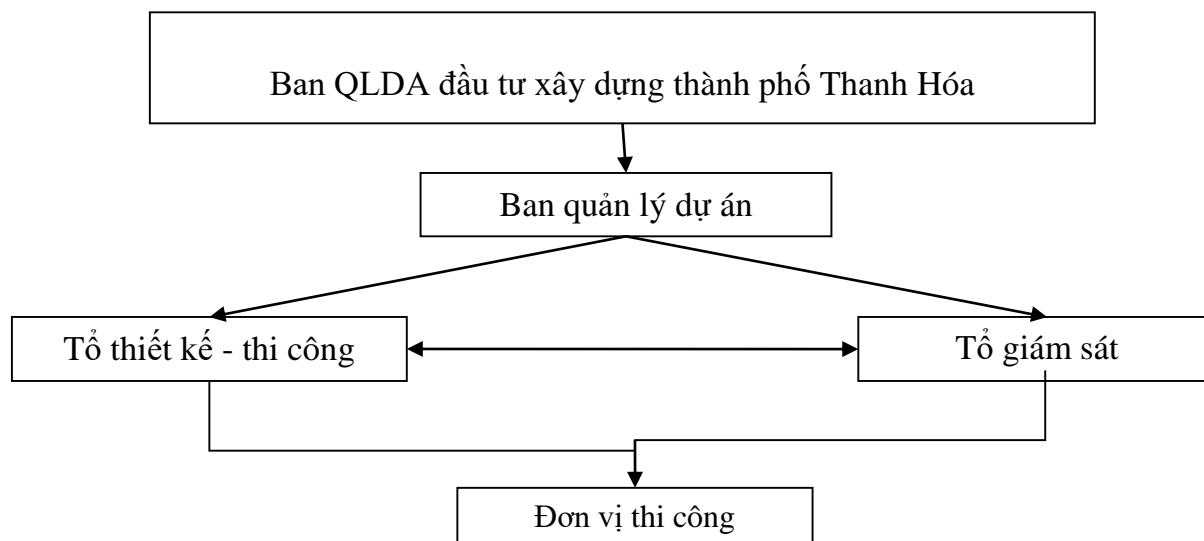 Ban QLDA đầu tư xây dựng thành phố Thanh Hóa
Ban quản lý dự án
Tổ thiết kế - thi công
Tổ giám sát
Đơn vị thi công